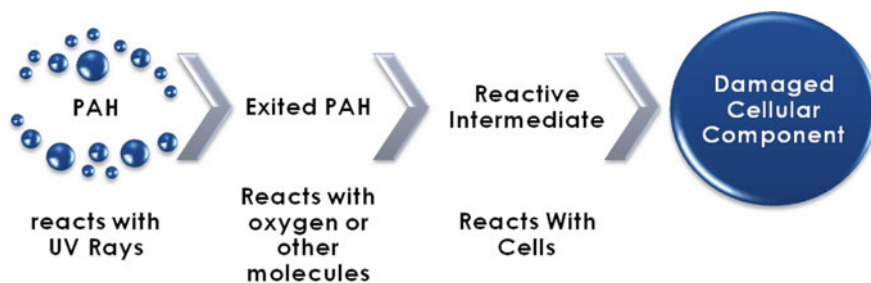 PAH
reacts with
UV Rays
Exited PAH
Reacts with
oxygen or
other
molecules
Reactive
Intermediate
Reacts With
Cells
Damaged
Cellular
Component